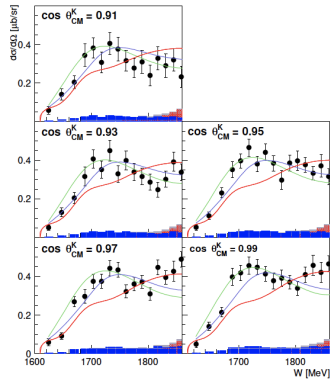 dσ/dΩ [μb/sr]
cos θ^K_CM = 0.91
0.4
0.2
cos θ^K_CM = 0.93
cos θ^K_CM = 0.95
0.4
0.2
cos θ^K_CM = 0.97
cos θ^K_CM = 0.99
0.4
0.2
0
1600 1700 1800 1700 1800
W [MeV]